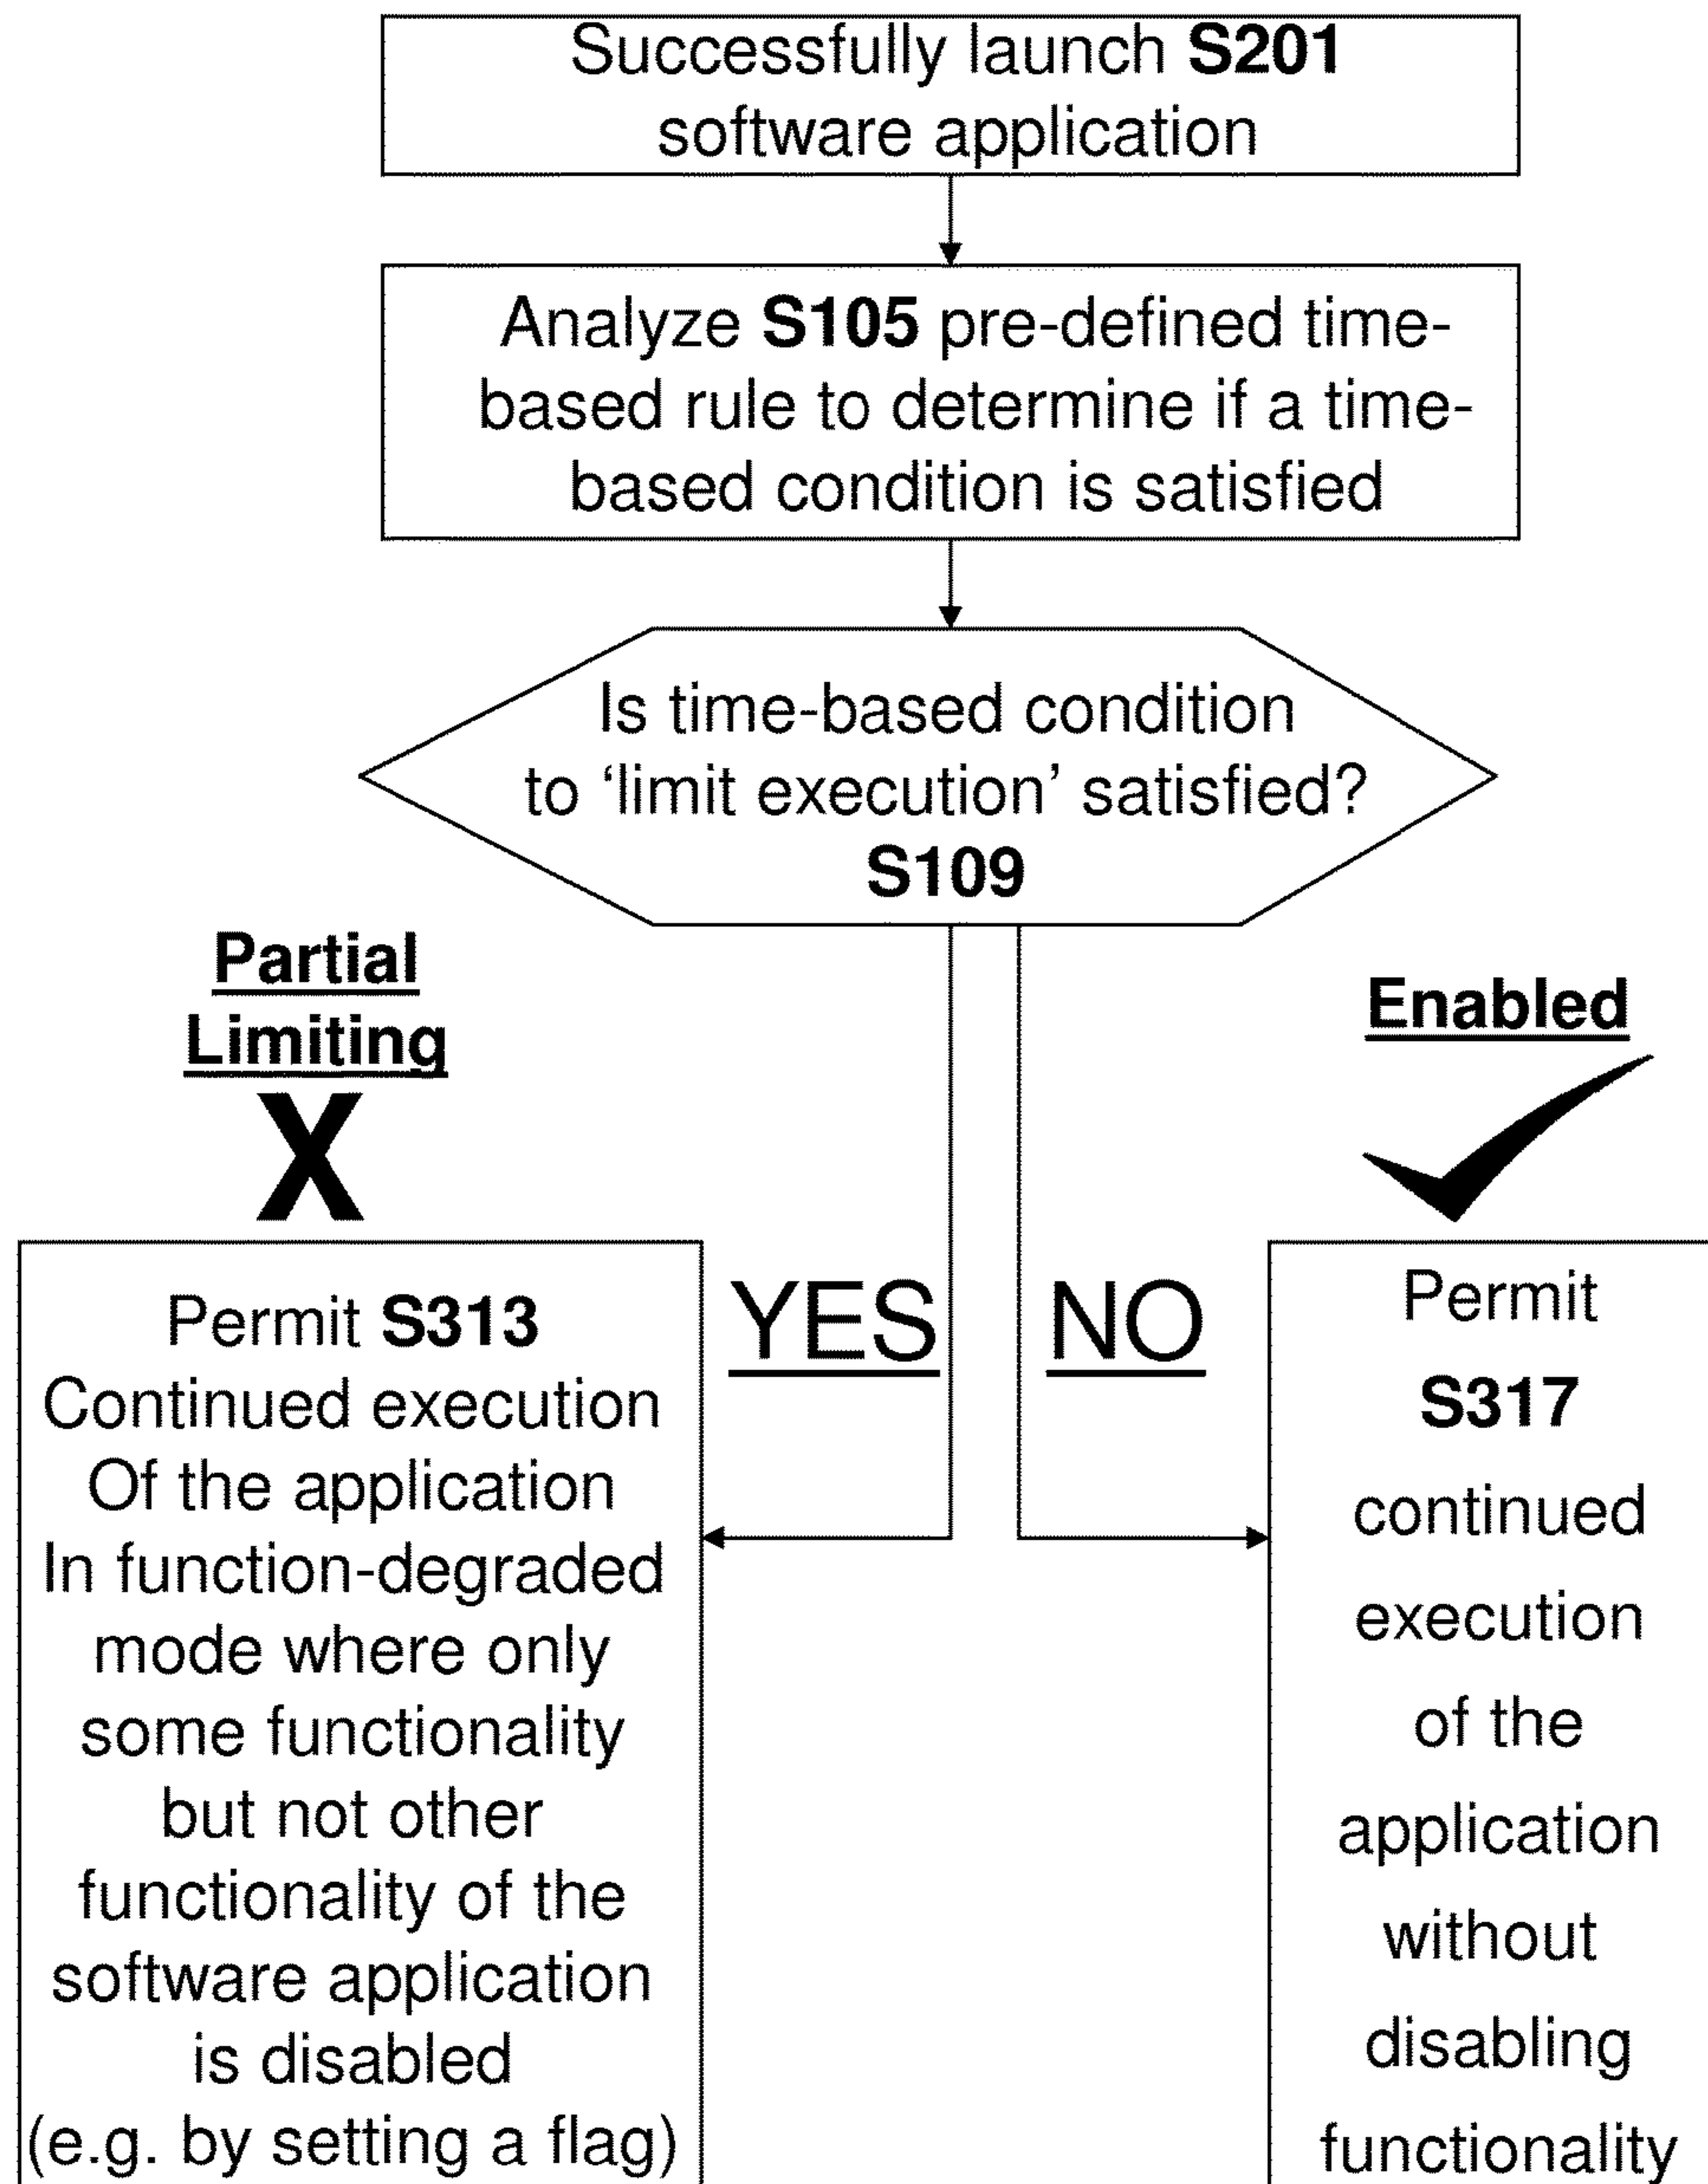 Successfully launch S201
software application
Analyze S105 pre-defined time-
based rule to determine if a time-
based condition is satisfied
Is time-based condition
to ‘limit execution’ satisfied?
S109
Partial
Limiting
X
Enabled
YES
NO
Permit S313
Continued execution
Of the application
In function-degraded
mode where only
some functionality
but not other
functionality of the
software application
is disabled
(e.g. by setting a flag)
Permit
S317
continued
execution
of the
application
without
disabling
functionality